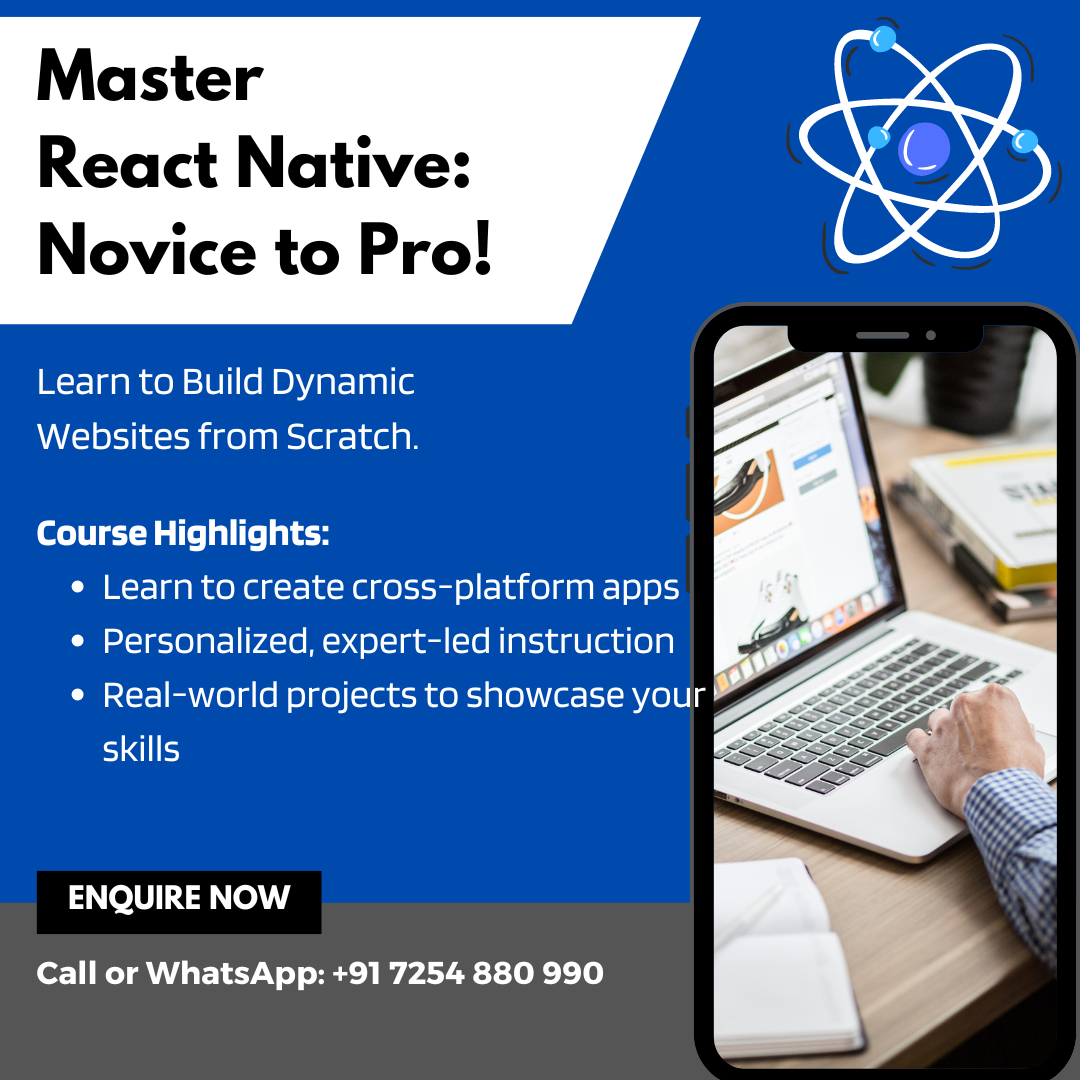 Master
React Native:
Novice to Pro!
Learn to Build Dynamic
Websites from Scratch.
Course Highlights:
• Learn to create cross-platform apps
• Personalized, expert-led instruction
• Real-world projects to showcase your
skills
ENQUIRE NOW
Call or WhatsApp: +91 7254 880 990